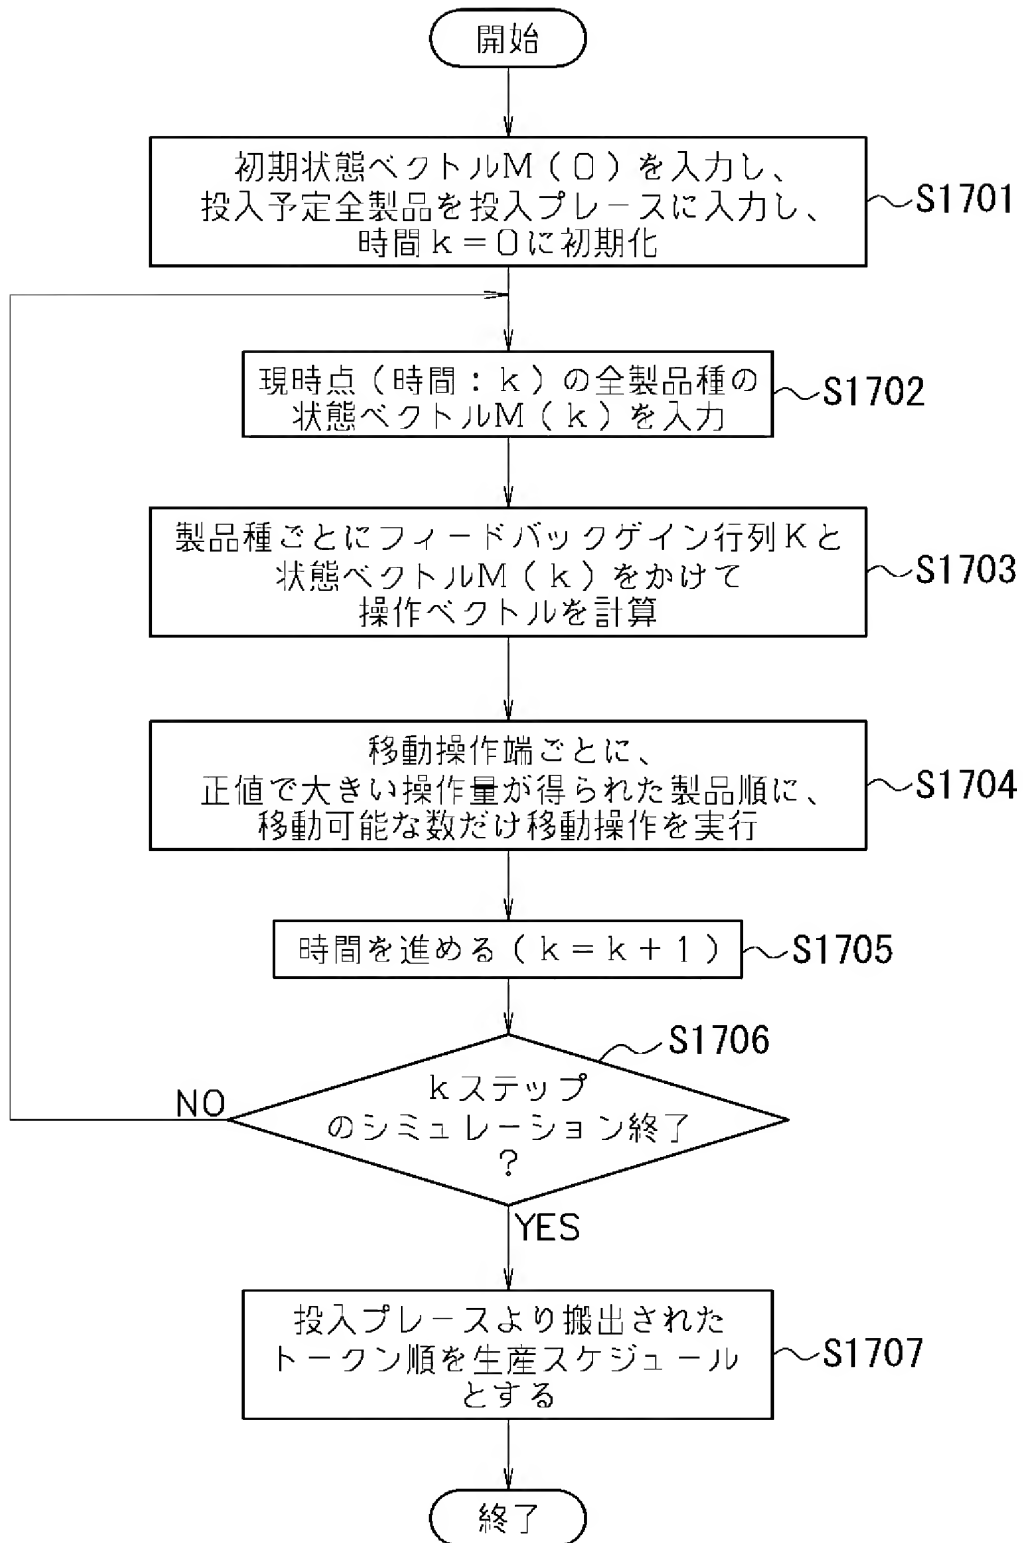 開始
初期状態ベクトルM(0)を入力し、
投入予定全製品を投入プレースに入力し、
時間k=0に初期化
S1701
現時点(時間:k)の全製品種の
状態ベクトルM(k)を入力
S1702
製品種ごとにフィードバックゲイン行列Kと
状態ベクトルM(k)をかけて
操作ベクトルを計算
S1703
移動操作端ごとに、
正値で大きい操作量が得られた製品順に、
移動可能な数だけ移動操作を実行
S1704
時間を進める(k=k+1)
S1705
S1706
kステップ
のシミュレーション終了
?
NO
YES
投入プレースより搬出された
トークン順を生産スケジュール
とする
S1707
終了